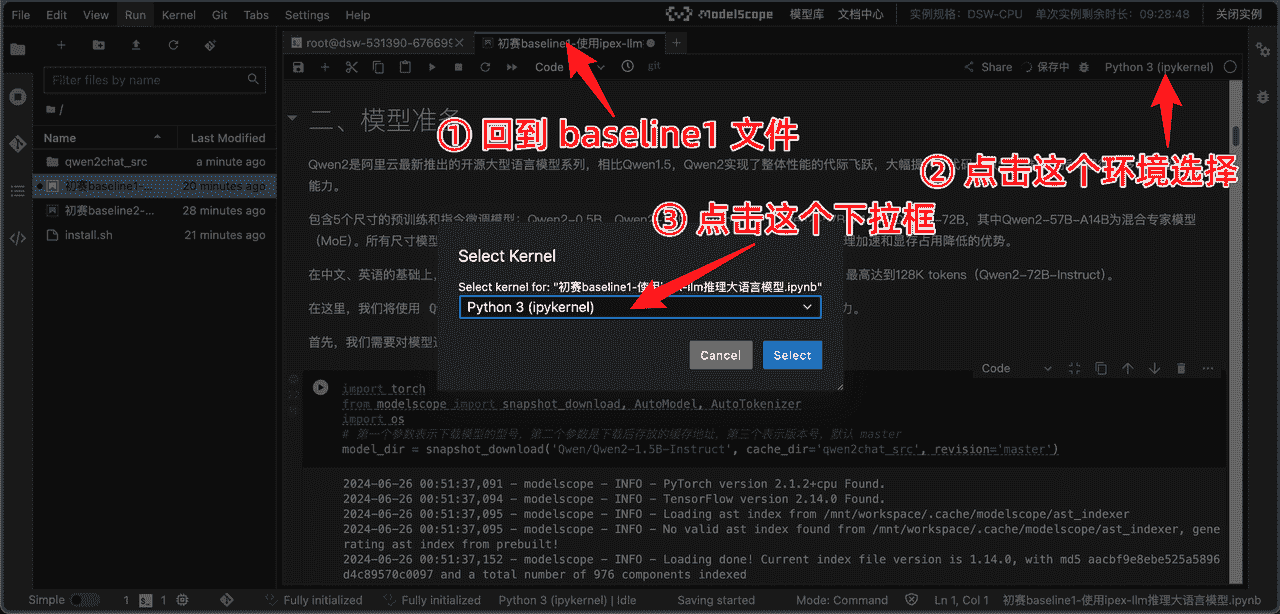 File Edit View Run Kernel Git Tabs Settings Help
ModelScope 模型库 文档中心 实例规格：DSW-CPU 单次实例剩余时长：09:28:48 关闭实例
Filter files by name
/
Name Last Modified
qwen2chat_src a minute ago
初赛baseline1-... 20 minutes ago
初赛baseline2-... 28 minutes ago
install.sh 21 minutes ago
root@dsw-531390-67669
初赛baseline1-使用ipex-llm
Code git Share 保存中 Python 3 (ipykernel)
二、模型准备
① 回到 baseline1 文件
② 点击这个环境选择
③ 点击这个下拉框
Qwen2是阿里云最新推出的开源大型语言模型系列，相比Qwen1.5，Qwen2实现了整体性能的代际飞跃，大幅提
能力。
包含5个尺寸的预训练和指令微调模型：Qwen2-0.5B、 -72B，其中Qwen2-57B-A14B为混合专家模型
（MoE）。所有尺寸模型 理加速和显存占用降低的优势。
在中文、英语的基础上， 最高达到128K tokens（Qwen2-72B-Instruct）。
在这里，我们将使用 力。
首先，我们需要对模型
Select Kernel
Select kernel for: "初赛baseline1-使用ipex-llm推理大语言模型.ipynb"
Python 3 (ipykernel)
Cancel Select
Code
import torch
from modelscope import snapshot_download, AutoModel, AutoTokenizer
import os
# 第一个参数表示下载模型的型号，第二个参数是下载后存放的缓存地址，第三个表示版本号，默认 master
model_dir = snapshot_download('Qwen/Qwen2-1.5B-Instruct', cache_dir='qwen2chat_src', revision='master')
2024-06-26 00:51:37,091 - modelscope - INFO - PyTorch version 2.1.2+cpu Found.
2024-06-26 00:51:37,094 - modelscope - INFO - TensorFlow version 2.14.0 Found.
2024-06-26 00:51:37,095 - modelscope - INFO - Loading ast index from /mnt/workspace/.cache/modelscope/ast_indexer
2024-06-26 00:51:37,095 - modelscope - INFO - No valid ast index found from /mnt/workspace/.cache/modelscope/ast_indexer, gene
rating ast index from prebuilt!
2024-06-26 00:51:37,152 - modelscope - INFO - Loading done! Current index file version is 1.14.0, with md5 aacbf9e8ebe525a5896
d4c89570c0097 and a total number of 976 components indexed
Simple 1 1 Fully initialized Fully initialized Python 3 (ipykernel) | Idle Saving started Mode: Command Ln 1, Col 1 初赛baseline1-使用ipex-llm推理大语言模型.ipynb